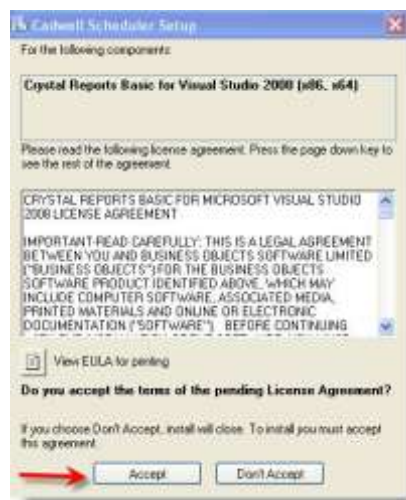 Cadwell Scheduler Setup
For the following components:
Crystal Reports Basic for Visual Studio 2008 (x86, x64)
Please read the following license agreement. Press the page down key to
see the rest of the agreement.
CRYSTAL REPORTS BASIC FOR MICROSOFT VISUAL STUDIO
2008 LICENSE AGREEMENT
IMPORTANT-READ CAREFULLY: THIS IS A LEGAL AGREEMENT
BETWEEN YOU AND BUSINESS OBJECTS SOFTWARE LIMITED
("BUSINESS OBJECTS") FOR THE BUSINESS OBJECTS
SOFTWARE PRODUCT IDENTIFIED ABOVE, WHICH MAY
INCLUDE COMPUTER SOFTWARE, ASSOCIATED MEDIA,
PRINTED MATERIALS AND ONLINE OR ELECTRONIC
DOCUMENTATION ("SOFTWARE"). BEFORE CONTINUING
View EULA for printing
Do you accept the terms of the pending License Agreement?
If you choose Don't Accept, install will close. To install you must accept
this agreement.
Accept
Don't Accept